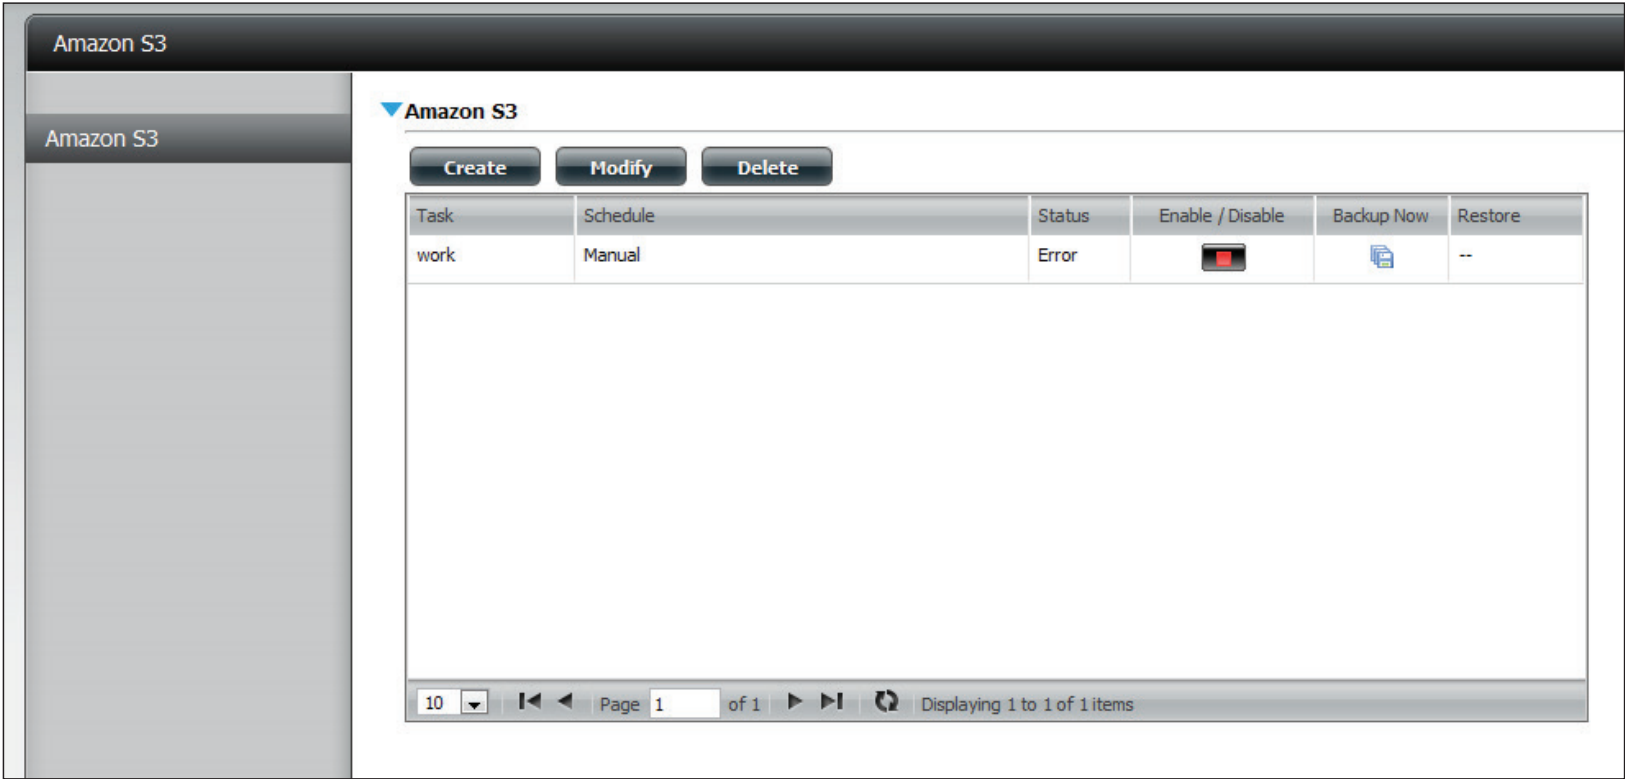 Amazon S3
Amazon S3
Amazon S3
Create Modify Delete
Task Schedule Status Enable / Disable Backup Now Restore
work Manual Error --
10 Page 1 of 1 Displaying 1 to 1 of 1 items